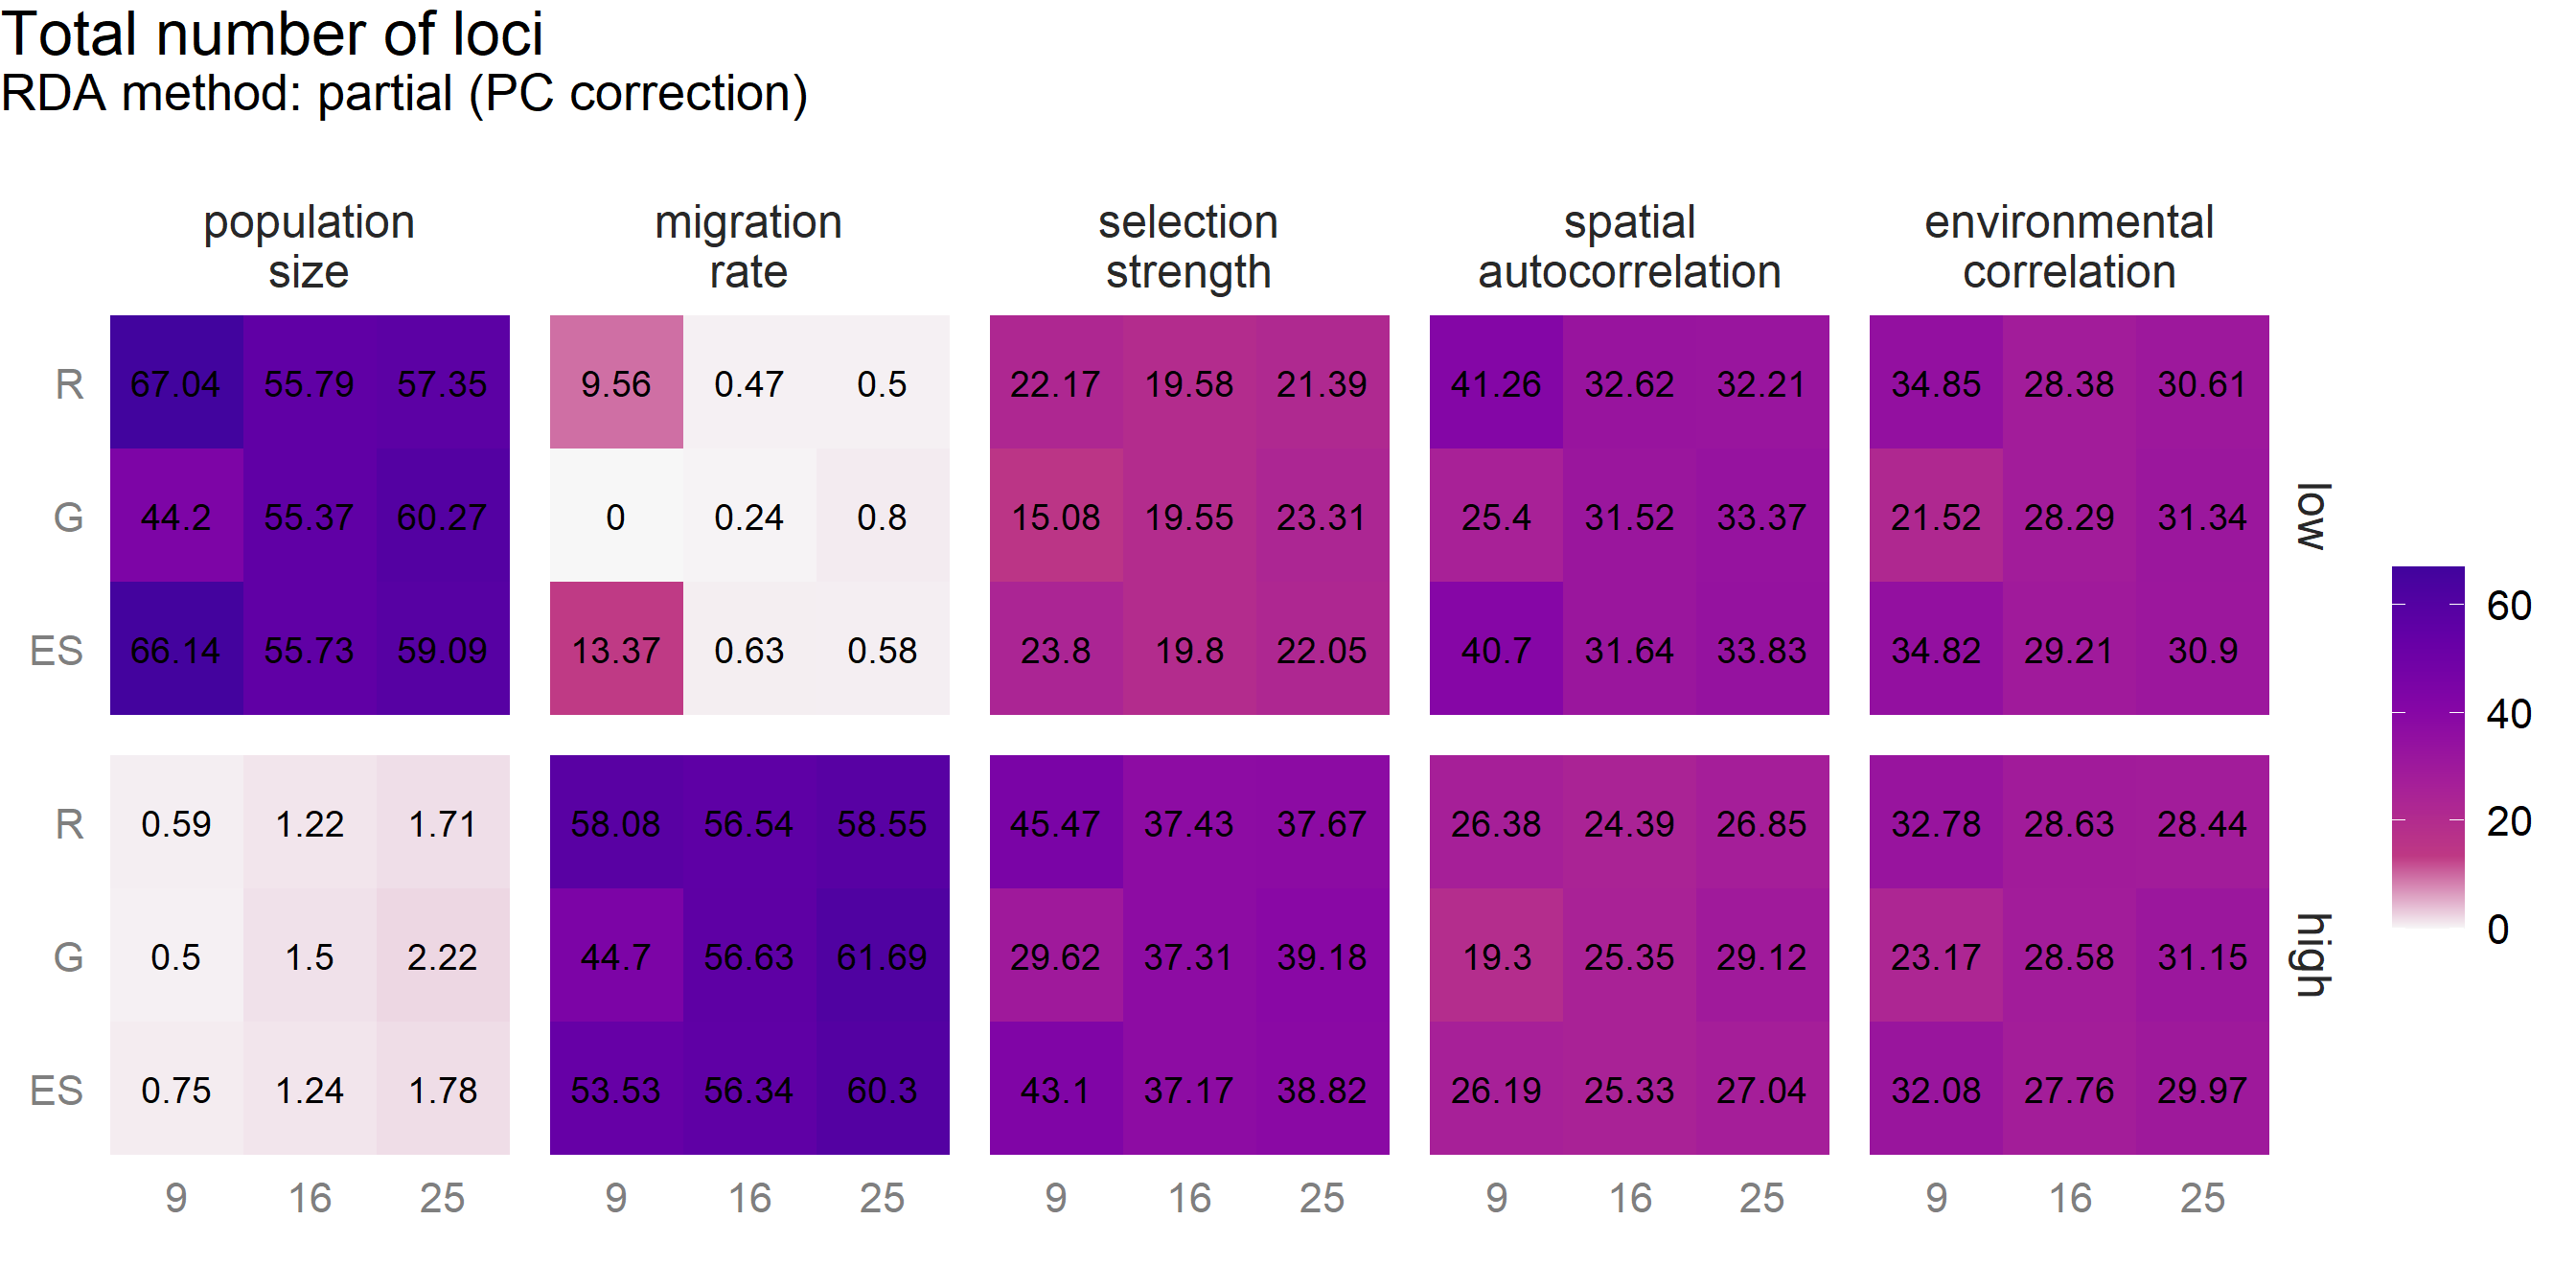 Total number of loci
RDA method: partial (PC correction)
population size
migration rate
selection strength
spatial autocorrelation
environmental correlation
R 67.04 55.79 57.35 9.56 0.47 0.5 22.17 19.58 21.39 41.26 32.62 32.21 34.85 28.38 30.61
G 44.2 55.37 60.27 0 0.24 0.8 15.08 19.55 23.31 25.4 31.52 33.37 21.52 28.29 31.34
ES 66.14 55.73 59.09 13.37 0.63 0.58 23.8 19.8 22.05 40.7 31.64 33.83 34.82 29.21 30.9
low
R 0.59 1.22 1.71 58.08 56.54 58.55 45.47 37.43 37.67 26.38 24.39 26.85 32.78 28.63 28.44
G 0.5 1.5 2.22 44.7 56.63 61.69 29.62 37.31 39.18 19.3 25.35 29.12 23.17 28.58 31.15
ES 0.75 1.24 1.78 53.53 56.34 60.3 43.1 37.17 38.82 26.19 25.33 27.04 32.08 27.76 29.97
high
9 16 25 9 16 25 9 16 25 9 16 25 9 16 25
60
40
20
0